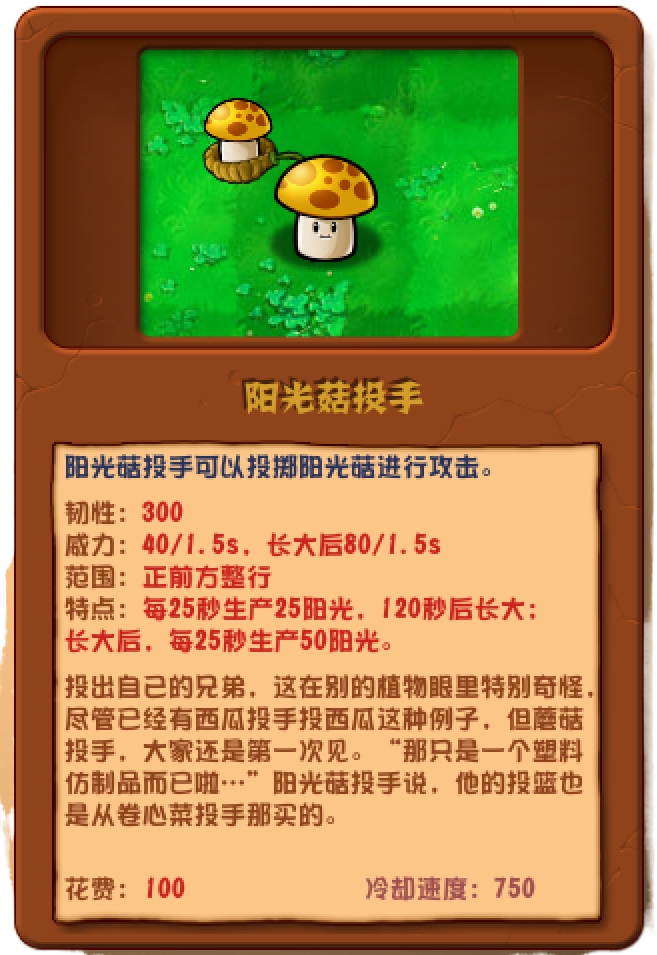 阳光菇投手
阳光菇投手可以投掷阳光菇进行攻击。
韧性：300
威力：40/1.5s，长大后80/1.5s
范围：正前方整行
特点：每25秒生产25阳光，120秒后长大；
长大后，每25秒生产50阳光。
投出自己的兄弟，这在别的植物眼里特别奇怪，
尽管已经有西瓜投手投西瓜这种例子，但蘑菇
投手，大家还是第一次见。“那只是一个塑料
仿制品而已啦…”阳光菇投手说，他的投篮也
是从卷心菜投手那买的。
花费：100 冷却速度：750